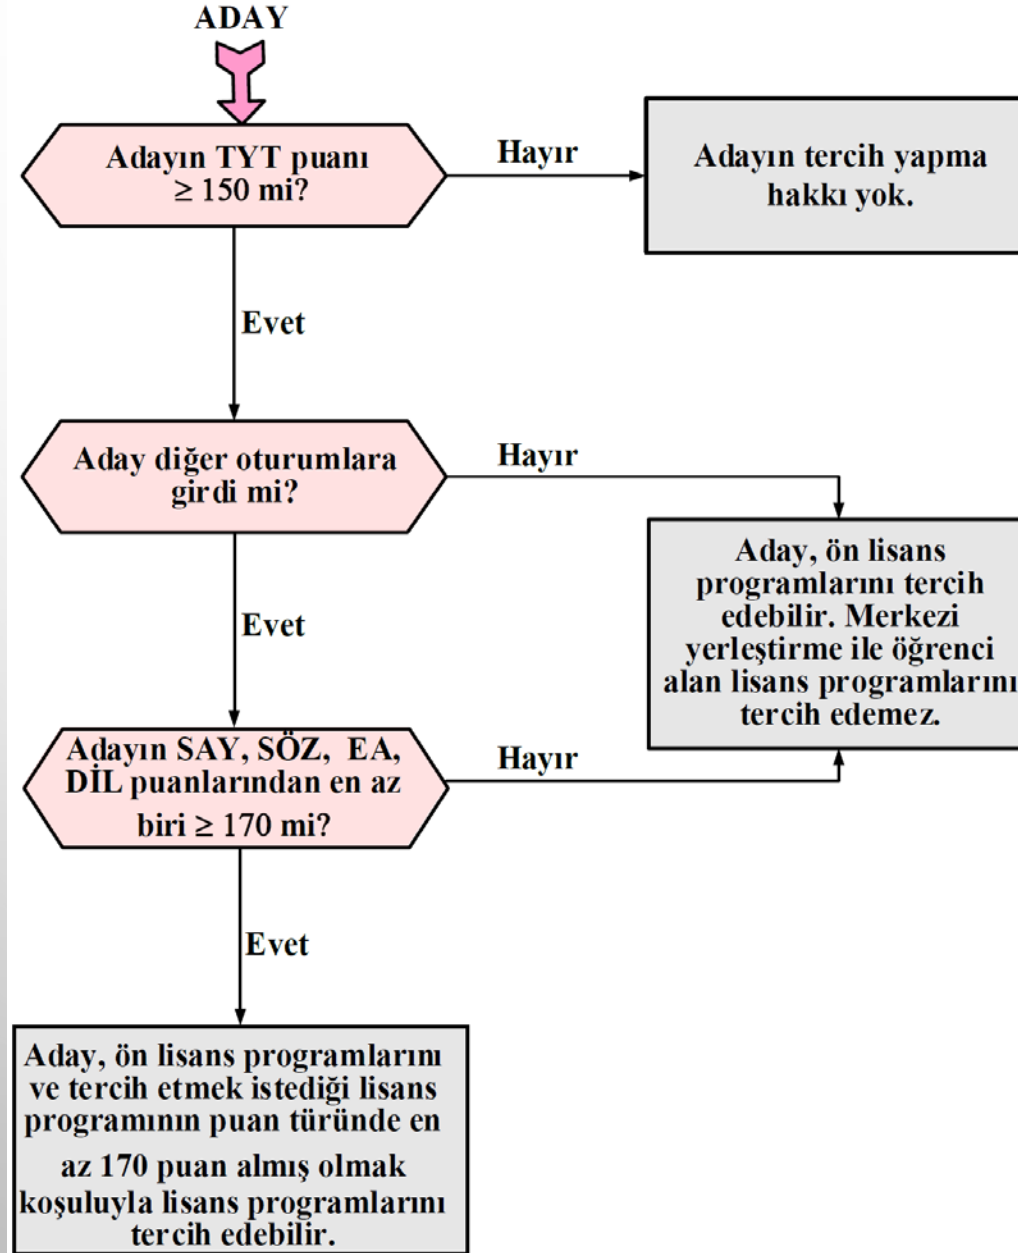 ADAY
Adayın TYT puanı
≥ 150 mi?
Hayır
Adayın tercih yapma
hakkı yok.
Evet
Aday diğer oturumlara
girdi mi?
Hayır
Aday, ön lisans
programlarını tercih
edebilir. Merkezi
yerleştirme ile öğrenci
alan lisans programlarını
tercih edemez.
Evet
Adayın SAY, SÖZ, EA,
DİL puanlarından en az
biri ≥ 170 mi?
Hayır
Evet
Aday, ön lisans programlarını
ve tercih etmek istediği lisans
programının puan türünde en
az 170 puan almış olmak
koşuluyla lisans programlarını
tercih edebilir.